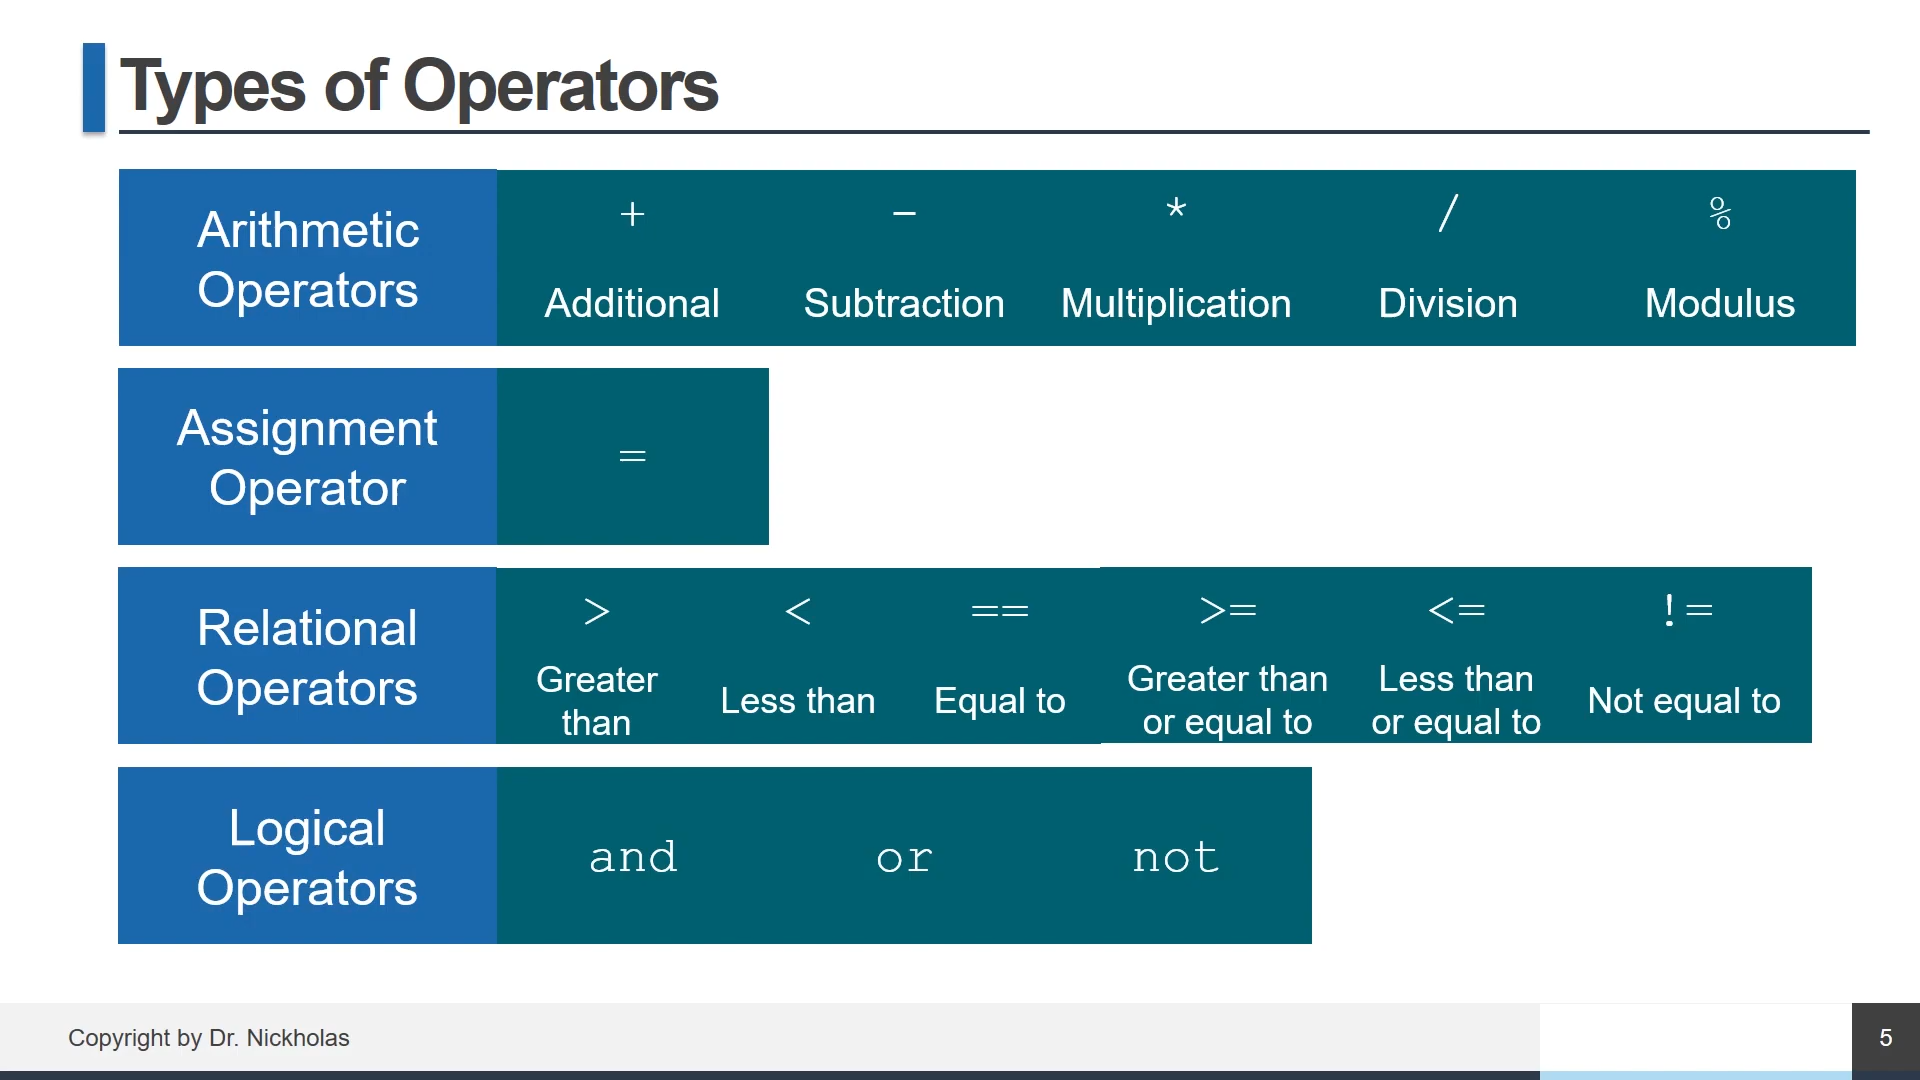 Types of Operators
Arithmetic
Operators
+ - * / %
Additional Subtraction Multiplication Division Modulus
Assignment
Operator
=
Relational
Operators
> < == >= <= !=
Greater
than
Less than
Equal to
Greater than
or equal to
Less than
or equal to
Not equal to
Logical
Operators
and or not
Copyright by Dr. Nickholas
5